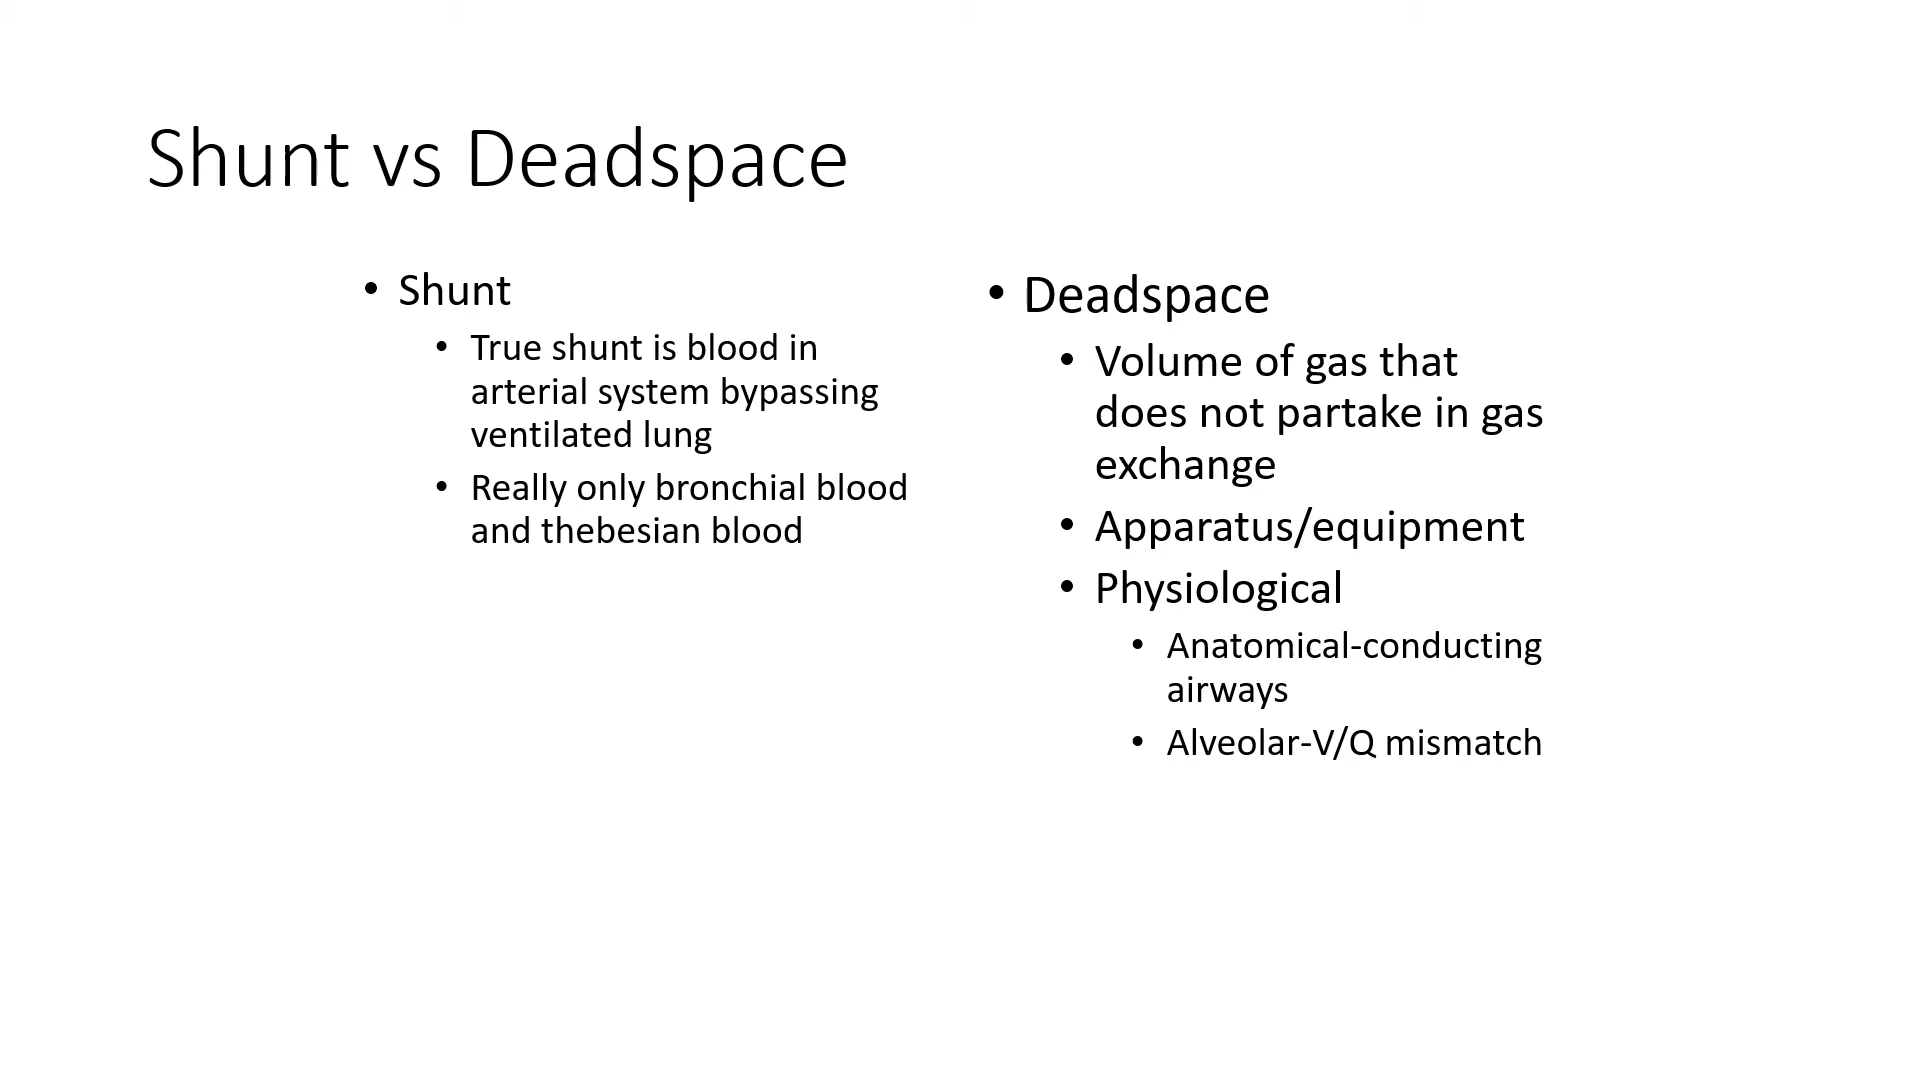 Shunt vs Deadspace
• Shunt
• True shunt is blood in
arterial system bypassing
ventilated lung
• Really only bronchial blood
and thebesian blood
• Deadspace
• Volume of gas that
does not partake in gas
exchange
• Apparatus/equipment
• Physiological
• Anatomical-conducting
airways
• Alveolar-V/Q mismatch